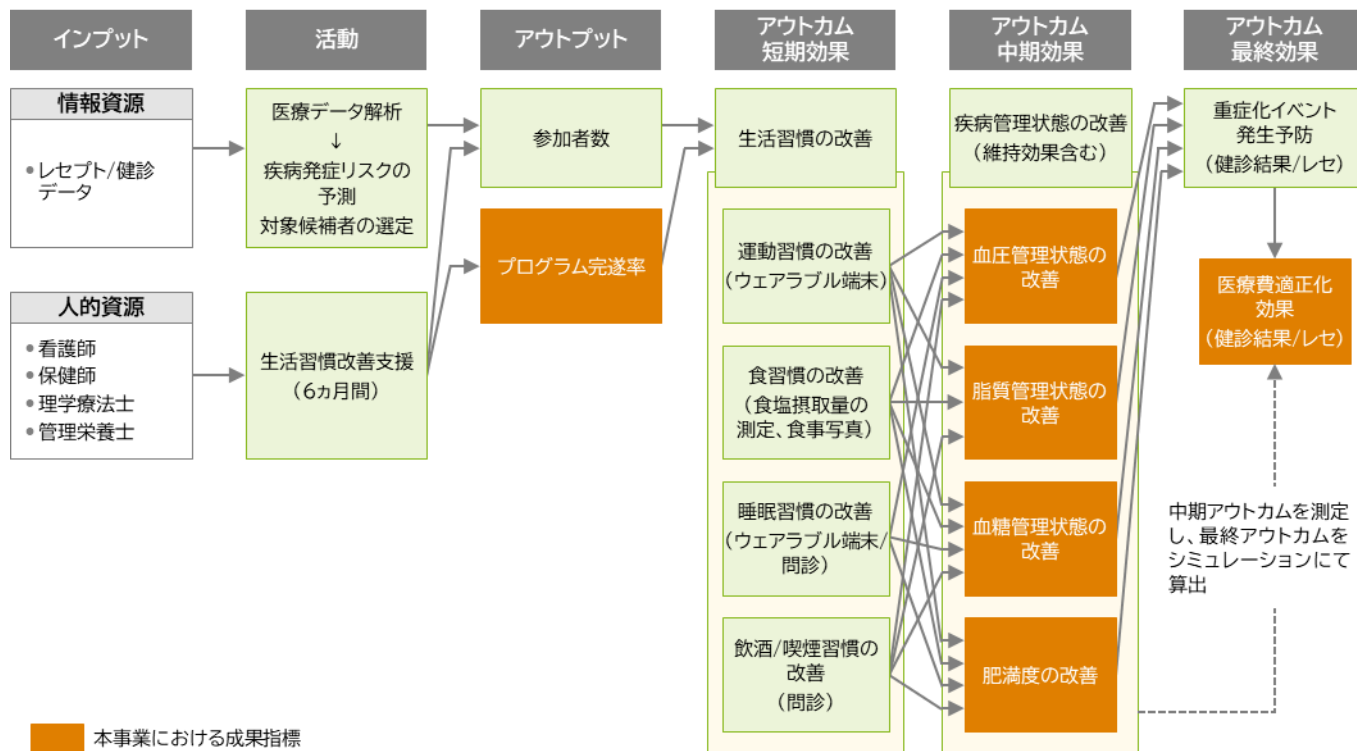 インプット
活動
アウトプット
アウトカム
短期効果
アウトカム
中期効果
アウトカム
最終効果
情報資源
•レセプト/健診
データ
人的資源
•看護師
•保健師
•理学療法士
•管理栄養士
医療データ解析
↓
疾病発症リスクの
予測
対象候補者の選定
生活習慣改善支援
(6ヵ月間)
参加者数
プログラム完遂率
生活習慣の改善
運動習慣の改善
(ウェアラブル端末)
食習慣の改善
(食塩摂取量の
測定、食事写真)
睡眠習慣の改善
(ウェアラブル端末/
問診)
飲酒/喫煙習慣の
改善
(問診)
疾病管理状態の改善
(維持効果含む)
血圧管理状態の
改善
脂質管理状態の
改善
血糖管理状態の
改善
肥満度の改善
重症化イベント
発生予防
(健診結果/レセ)
医療費適正化
効果
(健診結果/レセ)
中期アウトカムを測定
し、最終アウトカムを
シミュレーションにて
算出
本事業における成果指標